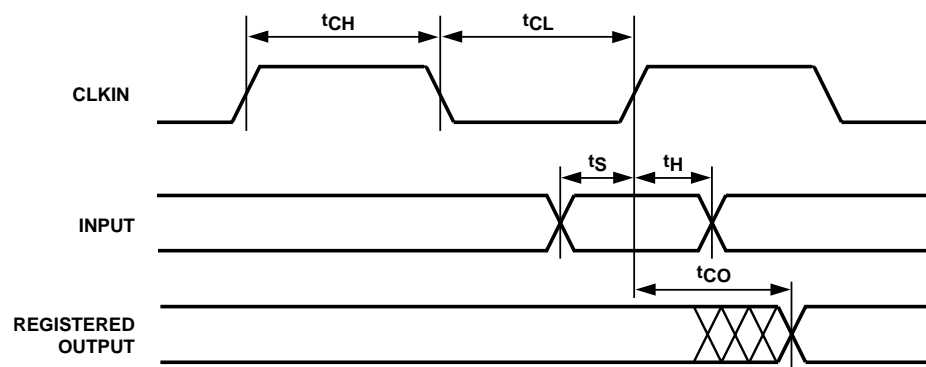 tCH
tCL
CLKIN
tS
tH
INPUT
tCO
REGISTERED
OUTPUT